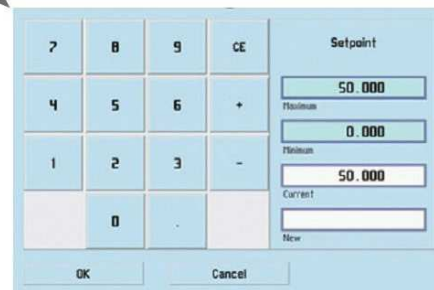 7 8 9 CE
4 5 6 +
1 2 3 -
0 .
OK Cancel
Setpoint
50.000
Maximum
0.000
Minimum
50.000
Current
New